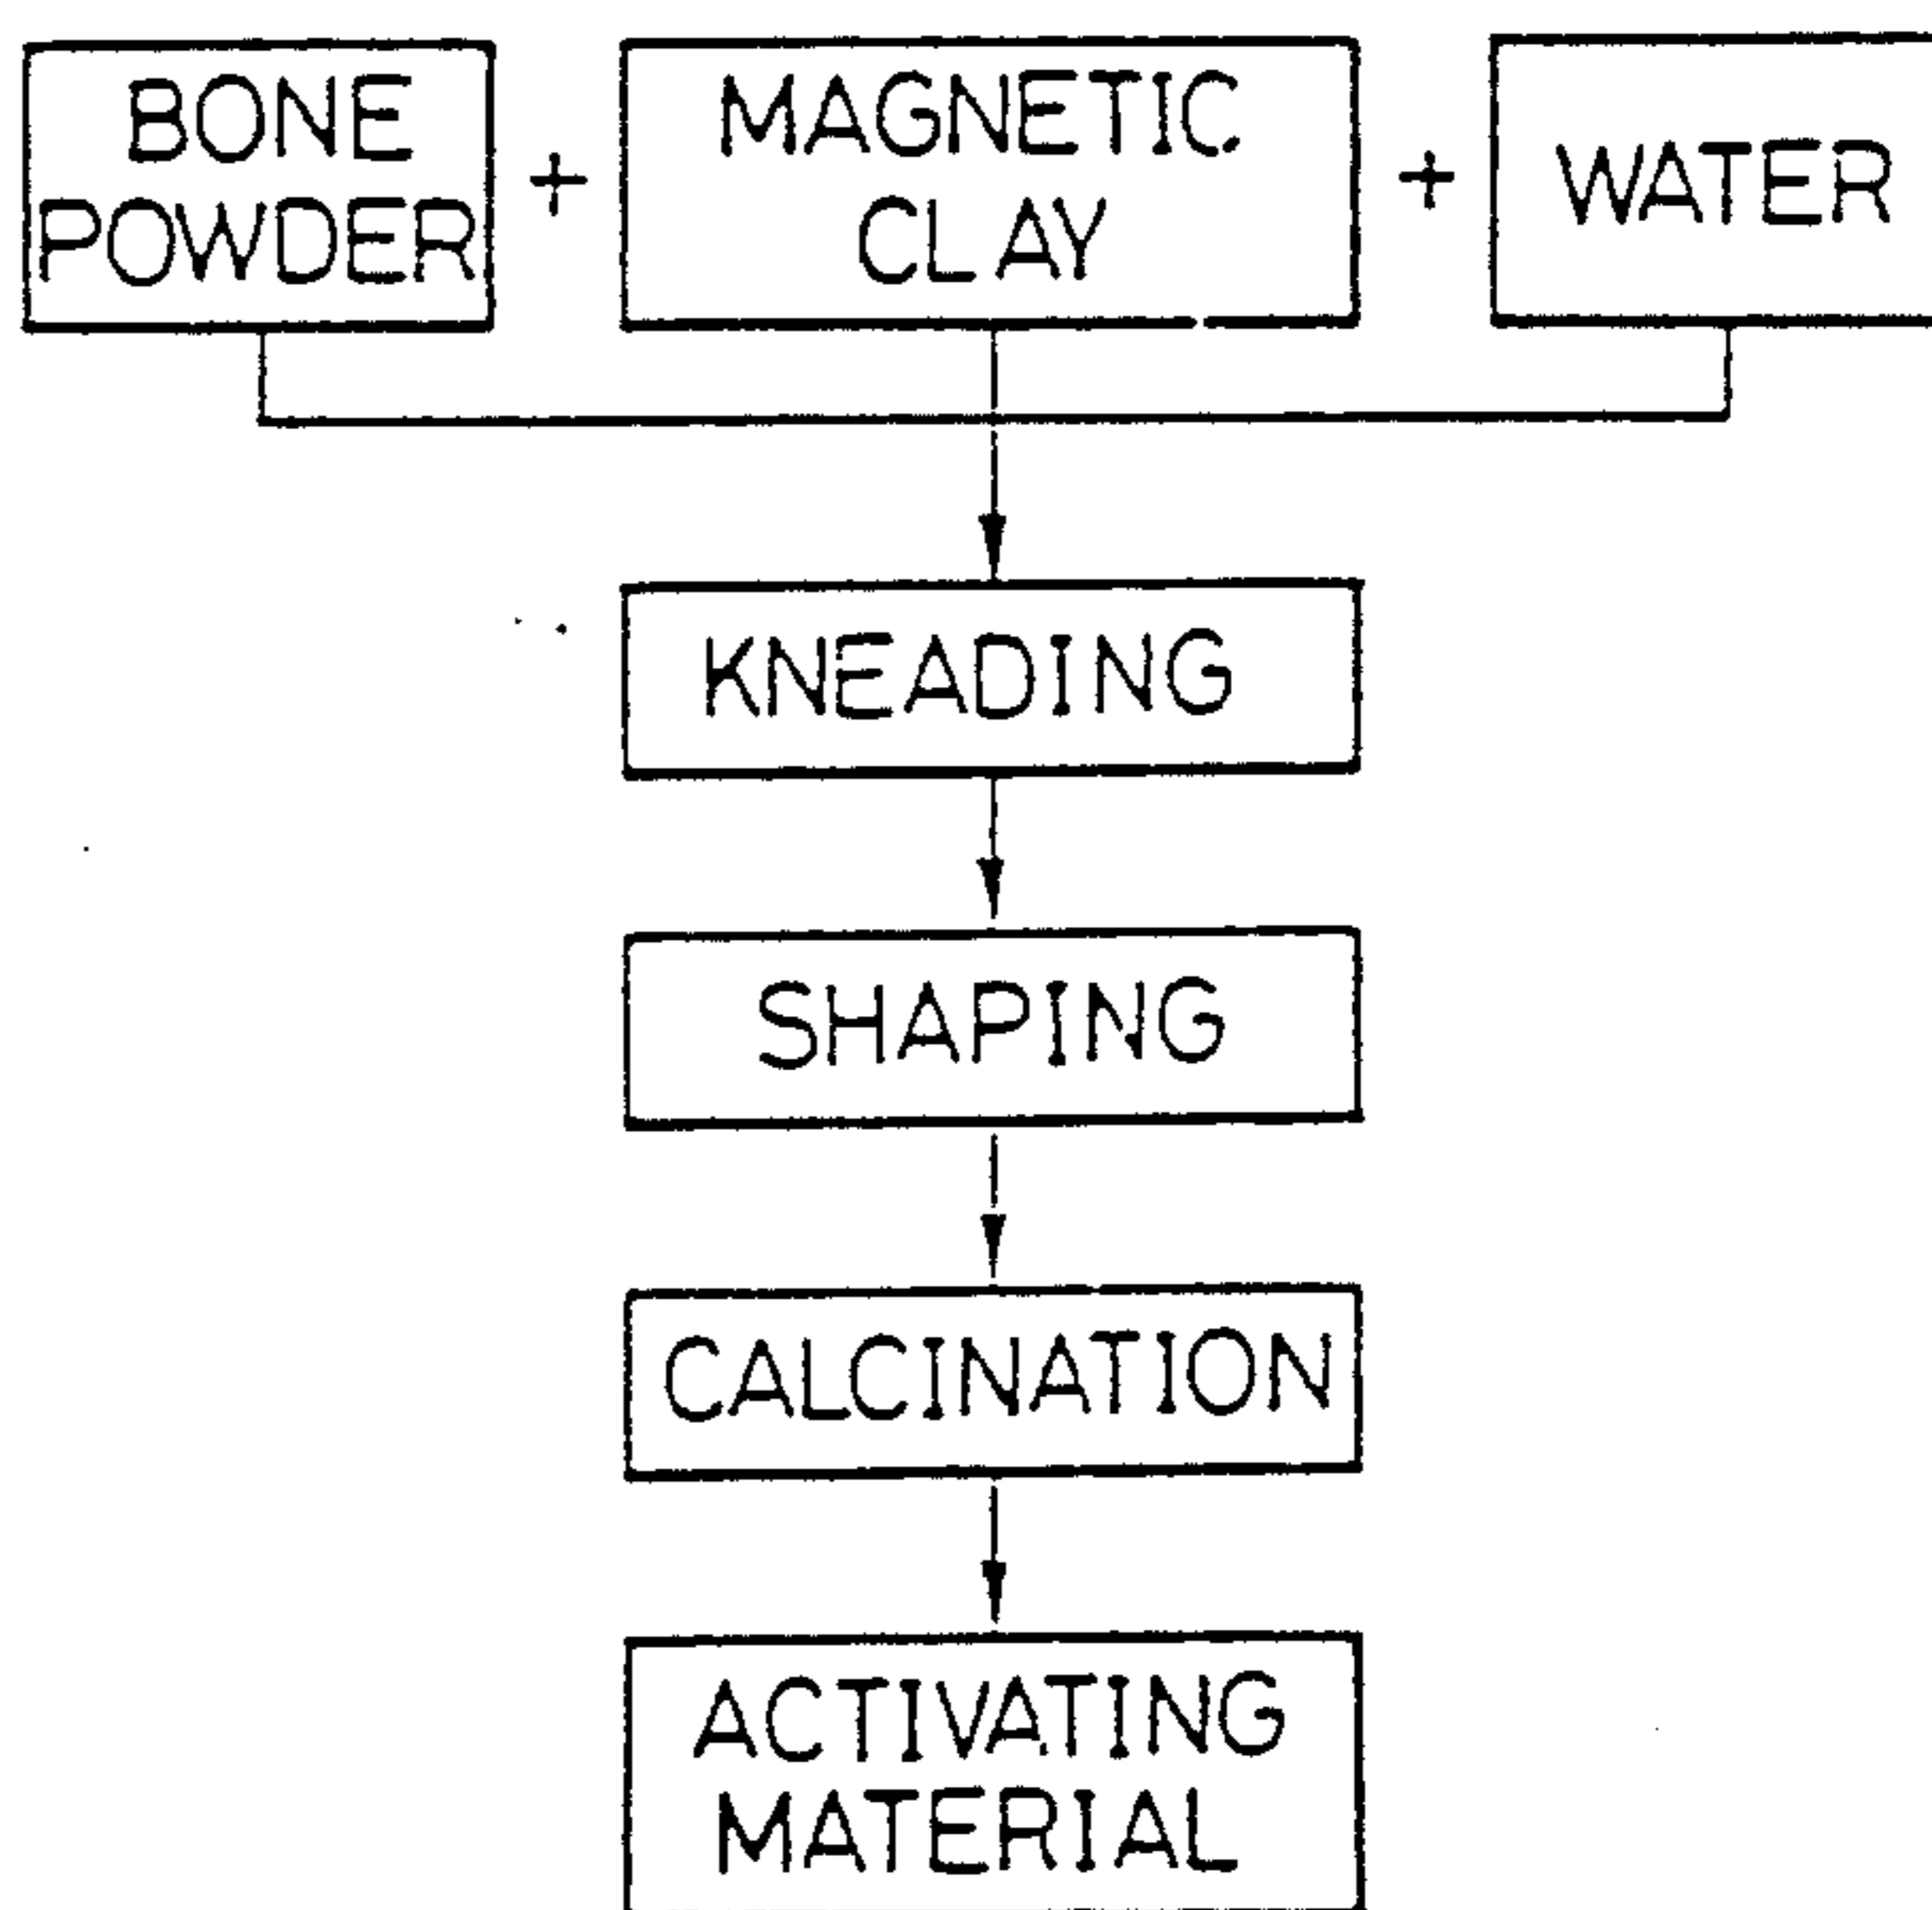 BONE
POWDER
+
MAGNETIC
CLAY
+
WATER
KNEADING
SHAPING
CALCINATION
ACTIVATING
MATERIAL